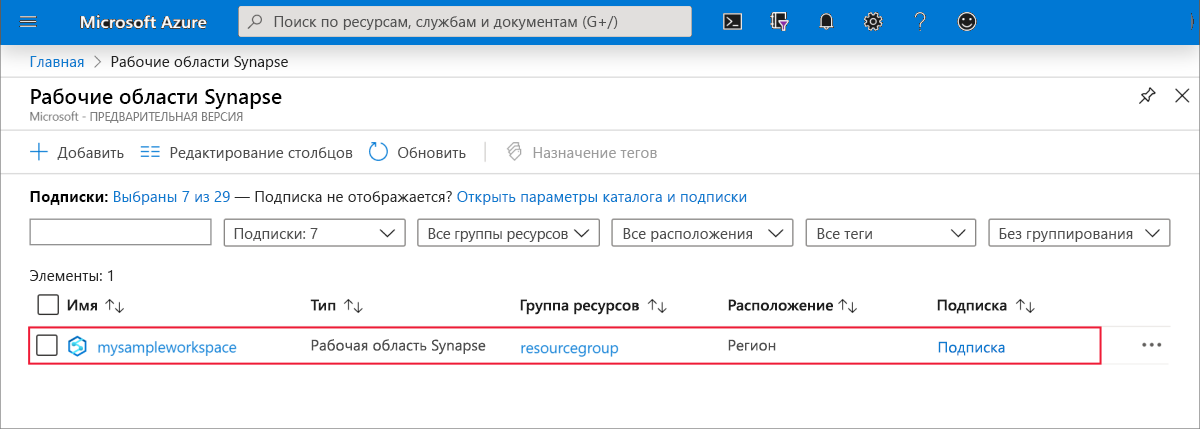 Microsoft Azure Поиск по ресурсам, службам и документам (G+/)
Главная > Рабочие области Synapse
Рабочие области Synapse
Microsoft - ПРЕДВАРИТЕЛЬНАЯ ВЕРСИЯ
Добавить Редактирование столбцов Обновить Назначение тегов
Подписки: Выбраны 7 из 29 — Подписка не отображается? Открыть параметры каталога и подписки
Подписки: 7 Все группы ресурсов Все расположения Все теги Без группирования
Элементы: 1
Имя ↑↓ Тип ↑↓ Группа ресурсов ↑↓ Расположение ↑↓ Подписка ↑↓
mysampleworkspace Рабочая область Synapse resourcegroup Регион Подписка ...